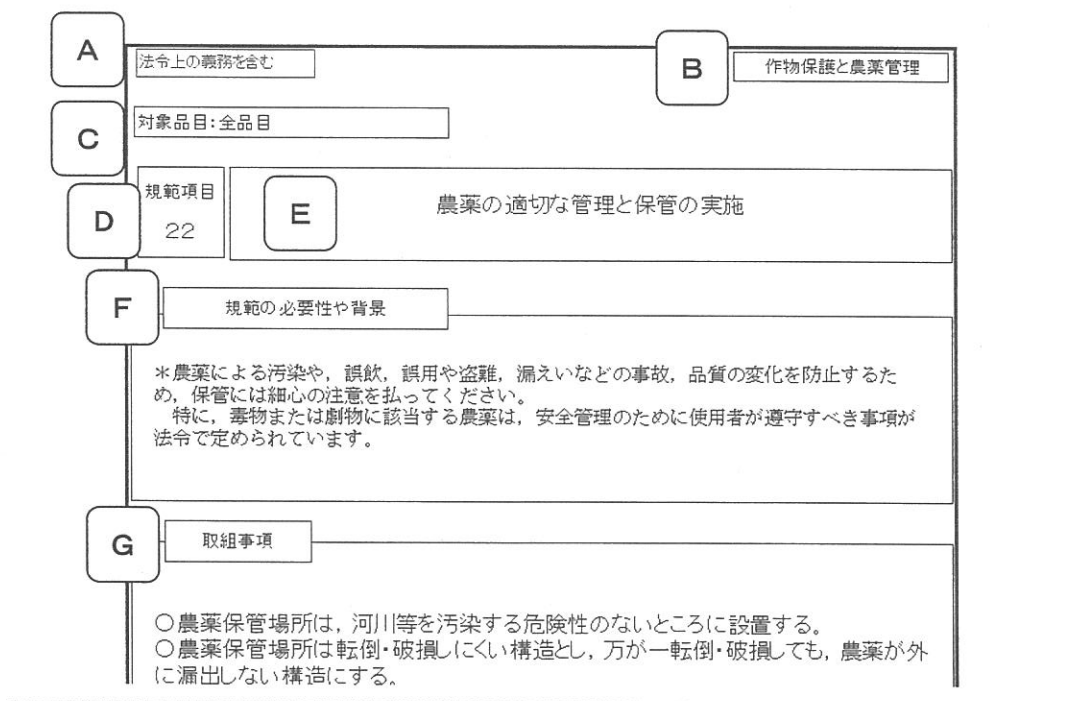 A
法令上の義務を含む
B
作物保護と農薬管理
C
対象品目:全品目
D
規範項目
22
E
農薬の適切な管理と保管の実施
F
規範の必要性や背景
*農薬による汚染や,誤飲,誤用や盗難,漏えいなどの事故,品質の変化を防止するた
め,保管には細心の注意を払ってください。
特に,毒物または劇物に該当する農薬は,安全管理のために使用者が遵守すべき事項が
法令で定められています。
G
取組事項
○農薬保管場所は,河川等を汚染する危険性のないところに設置する。
○農薬保管場所は転倒・破損しにくい構造とし,万が一転倒・破損しても,農薬が外
に漏出しない構造にする。